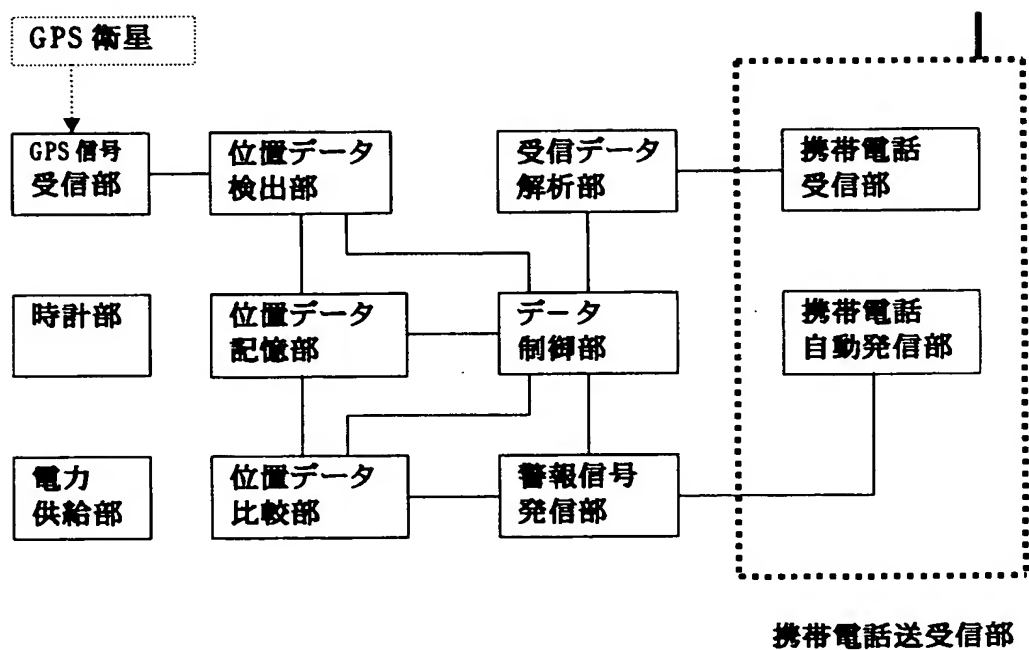 GPS 衛星
GPS 信号
受信部
位置データ
検出部
受信データ
解析部
携帯電話
受信部
時計部
位置データ
記憶部
データ
制御部
携帯電話
自動発信部
電力
供給部
位置データ
比較部
警報信号
発信部
携帯電話送受信部